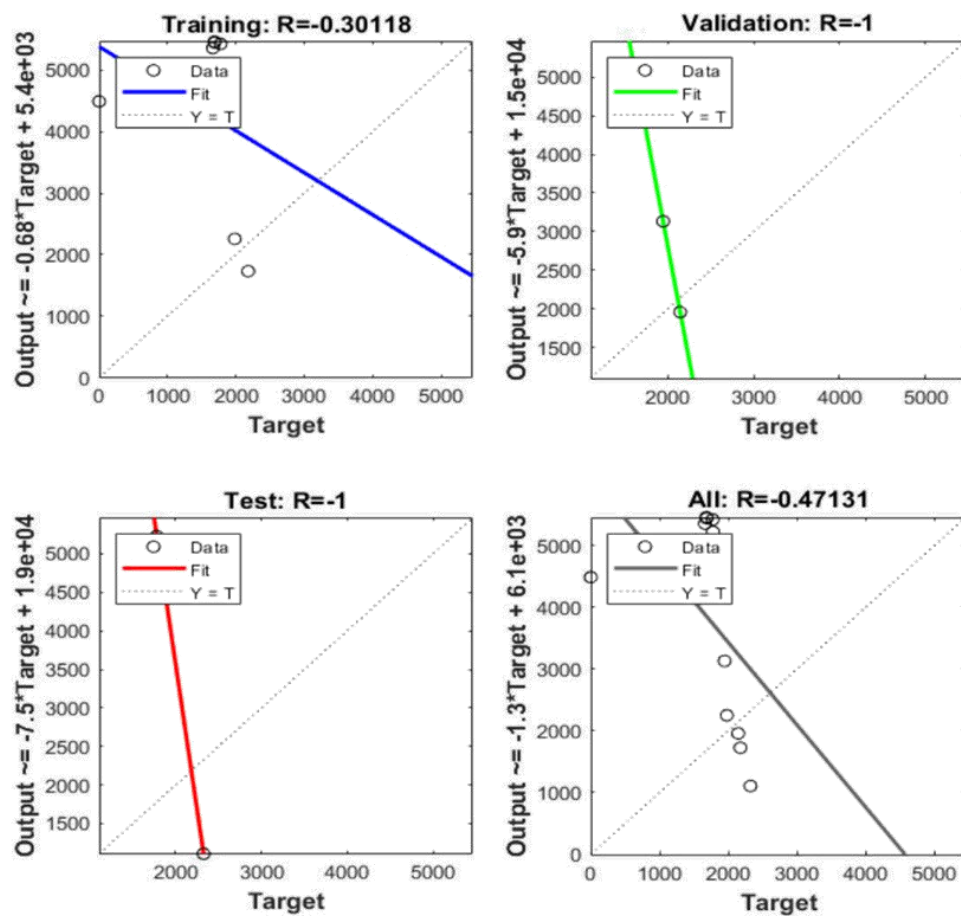 Training: R=-0.30118
Output ~= -0.68*Target + 5.4e+03
5000
4000
3000
2000
1000
0
Data
Fit
Y = T
0 1000 2000 3000 4000 5000
Target
Validation: R=-1
Output ~= -5.9*Target + 1.5e+04
5000
4500
4000
3500
3000
2500
2000
1500
Data
Fit
Y = T
2000 3000 4000 5000
Target
Test: R=-1
Output ~= -7.5*Target + 1.9e+04
5000
4500
4000
3500
3000
2500
2000
1500
Data
Fit
Y = T
2000 3000 4000 5000
Target
All: R=-0.47131
Output ~= -1.3*Target + 6.1e+03
5000
4000
3000
2000
1000
0
Data
Fit
Y = T
0 1000 2000 3000 4000 5000
Target